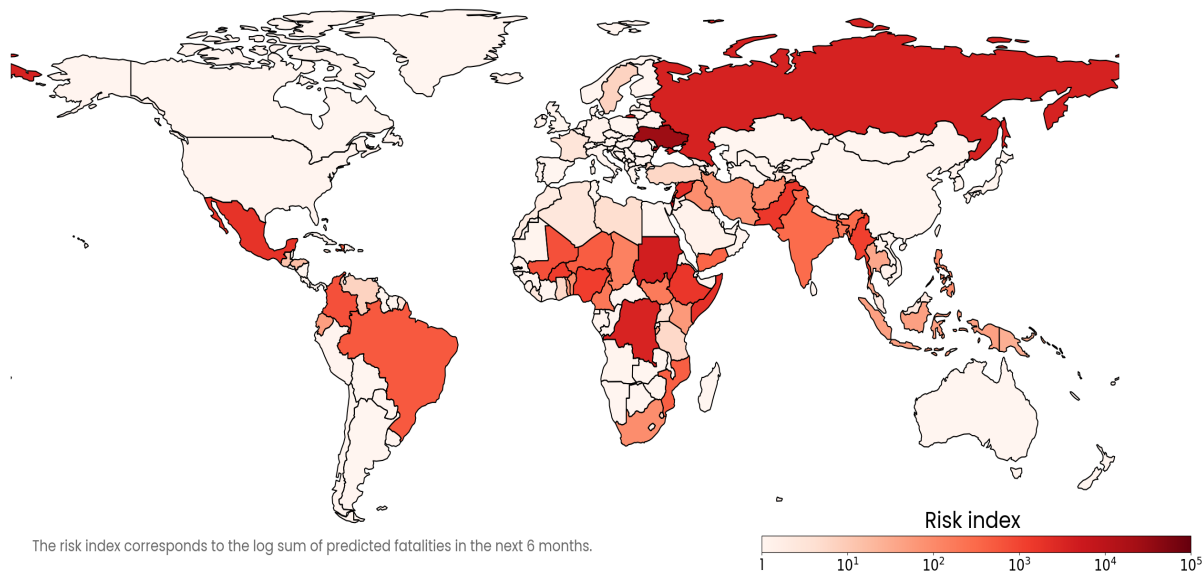 Risk index
The risk index corresponds to the log sum of predicted fatalities in the next 6 months.
1 10¹ 10² 10³ 10⁴ 10⁵